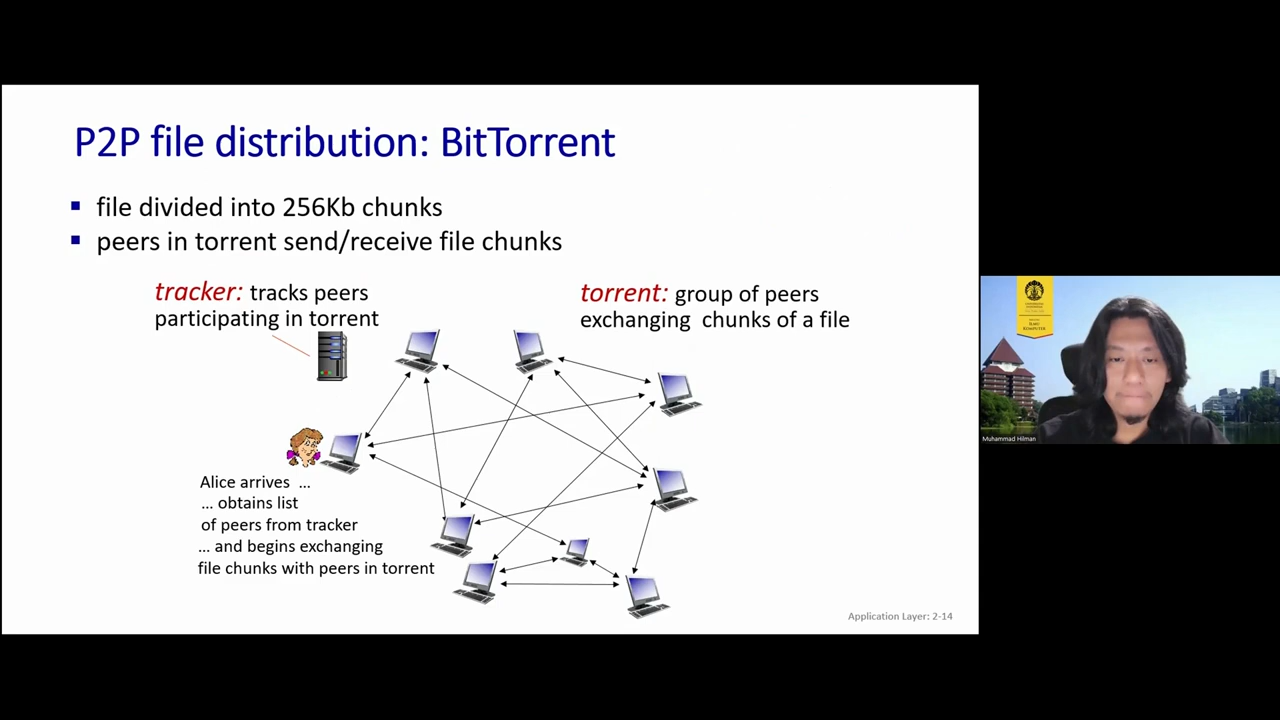 P2P file distribution: BitTorrent
▪ file divided into 256Kb chunks
▪ peers in torrent send/receive file chunks
tracker: tracks peers
participating in torrent
torrent: group of peers
exchanging chunks of a file
Alice arrives …
… obtains list
of peers from tracker
… and begins exchanging
file chunks with peers in torrent
Application Layer: 2-14
ILMU
KOMPUTER
Muhammad Hilman